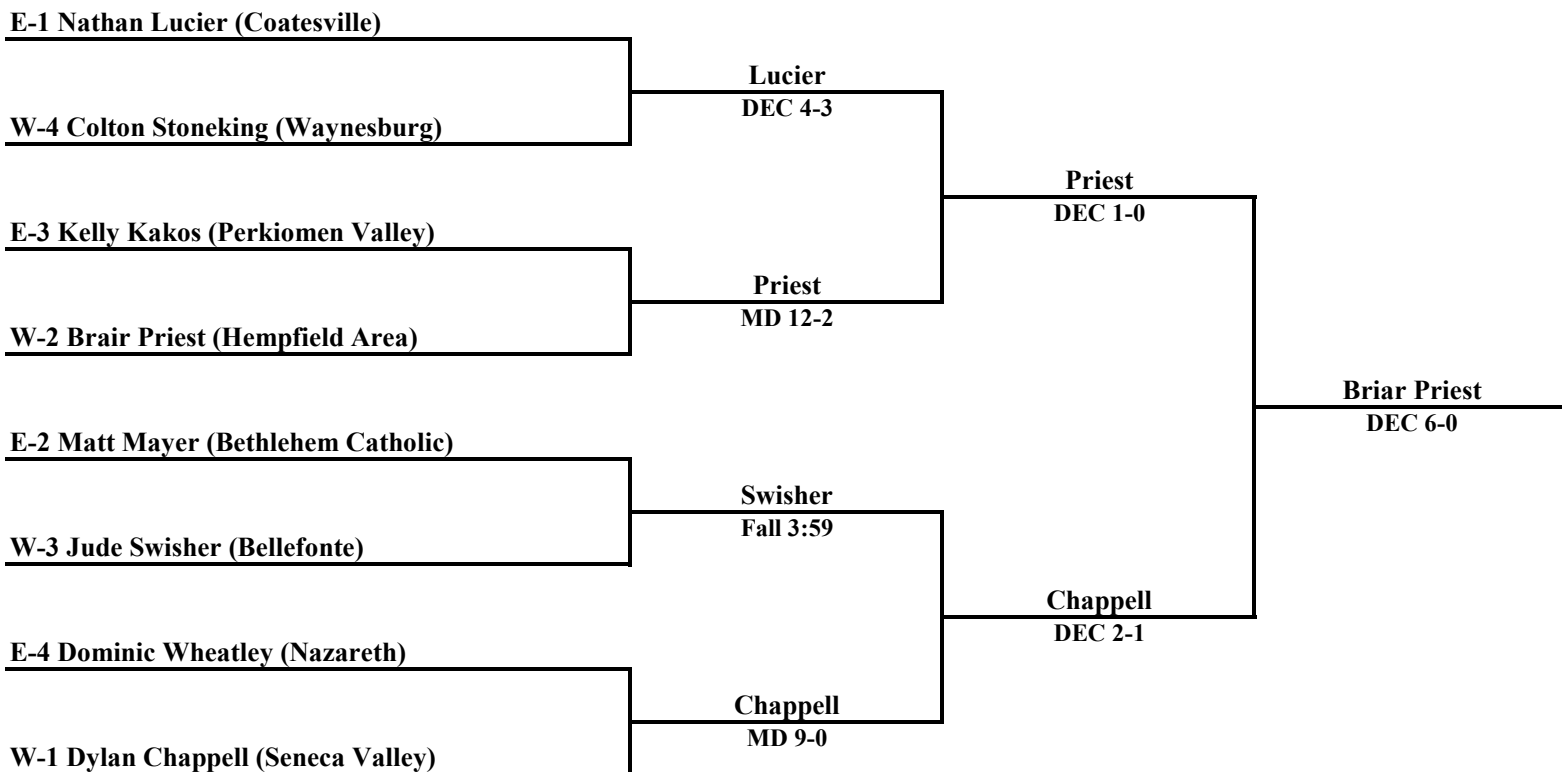 E-1 Nathan Lucier (Coatesville)
Lucier
DEC 4-3
W-4 Colton Stoneking (Waynesburg)
Priest
DEC 1-0
E-3 Kelly Kakos (Perkiomen Valley)
Priest
MD 12-2
W-2 Brair Priest (Hempfield Area)
Briar Priest
DEC 6-0
E-2 Matt Mayer (Bethlehem Catholic)
Swisher
Fall 3:59
W-3 Jude Swisher (Bellefonte)
Chappell
DEC 2-1
E-4 Dominic Wheatley (Nazareth)
Chappell
MD 9-0
W-1 Dylan Chappell (Seneca Valley)